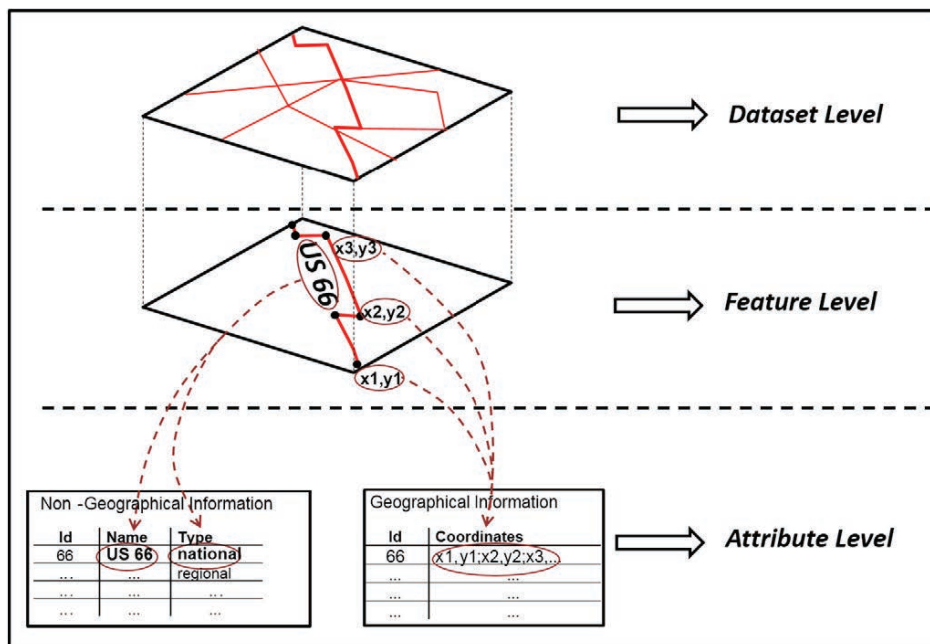 Dataset Level
x3,y3
US 66
x2,y2
Feature Level
x1,y1
Non -Geographical Information
Id Name Type
66 US 66 national
... ... regional
... ... ...
... ... ...
Geographical Information
Id Coordinates
66 x1,y1;x2,y2;x3,...
... ...
... ...
... ...
Attribute Level